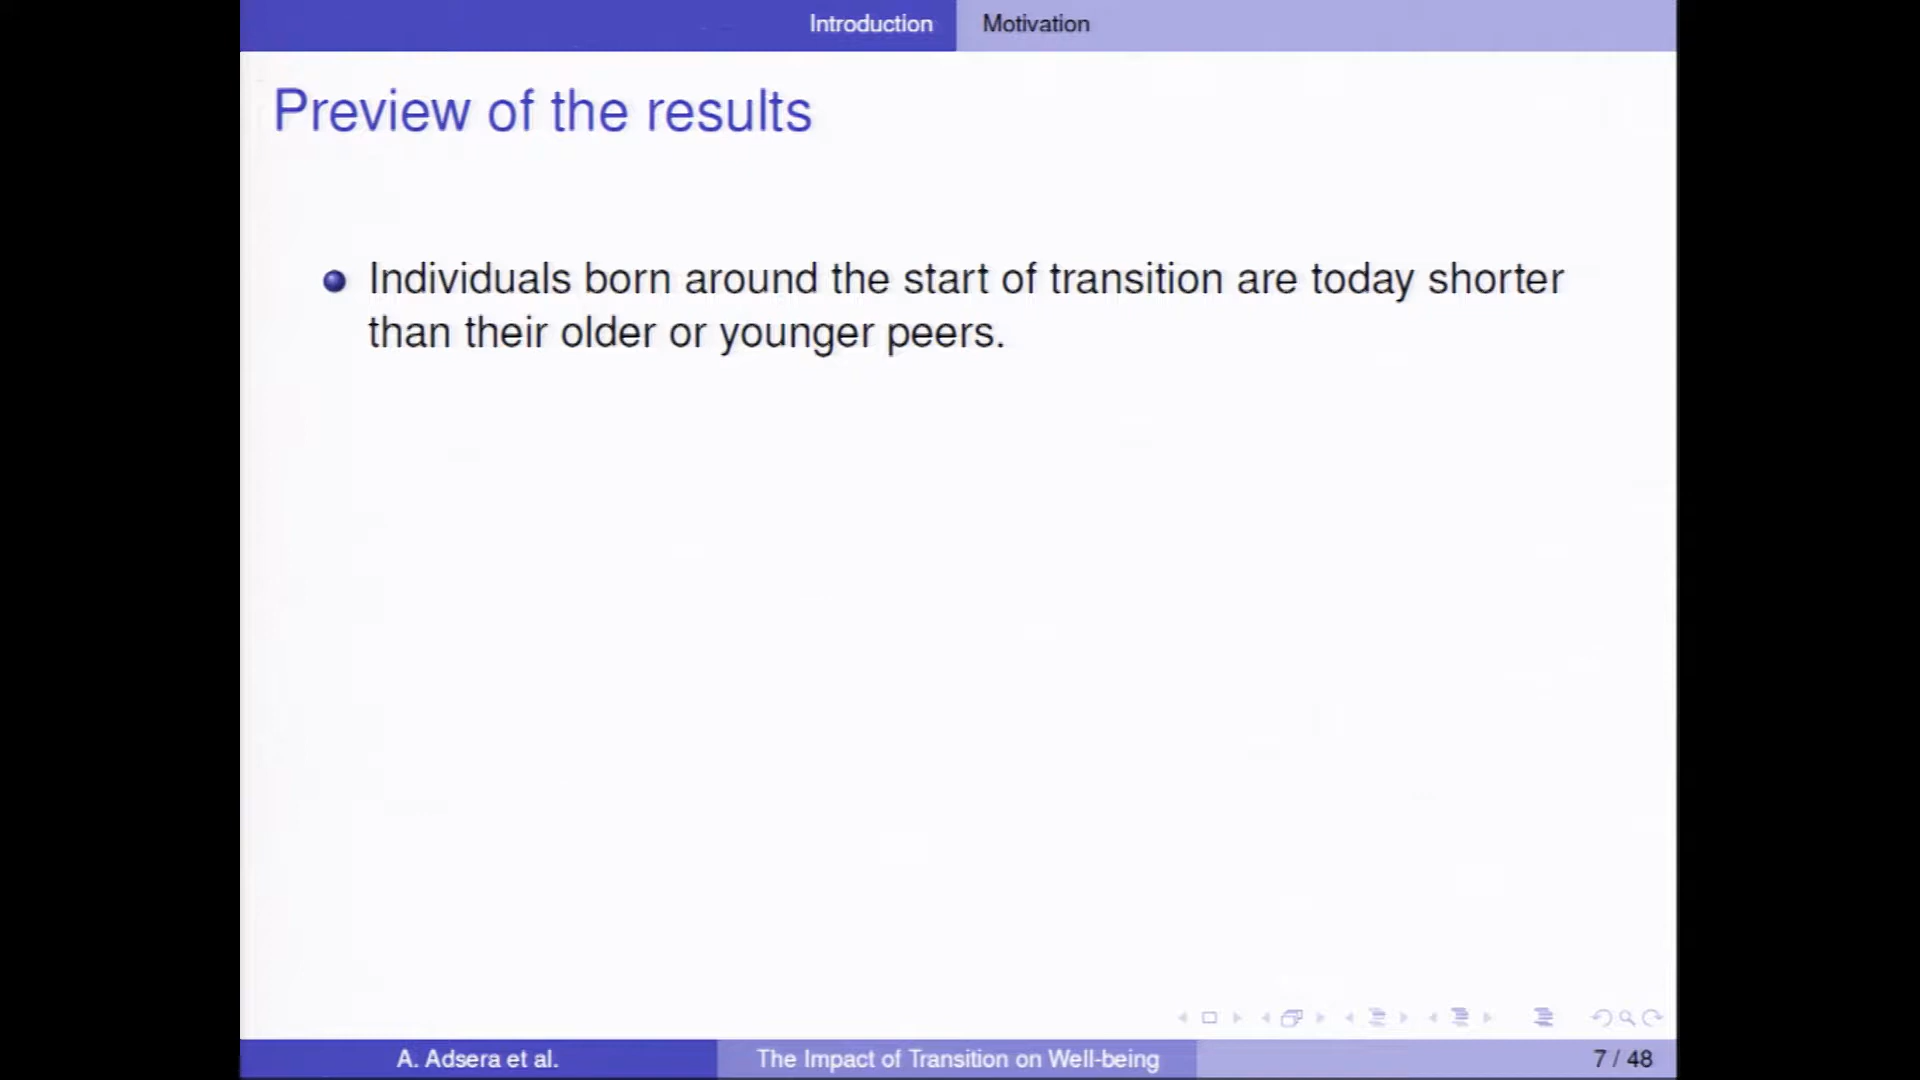 Introduction Motivation
Preview of the results
Individuals born around the start of transition are today shorter
than their older or younger peers.
A. Adsera et al. The Impact of Transition on Well-being 7 / 48